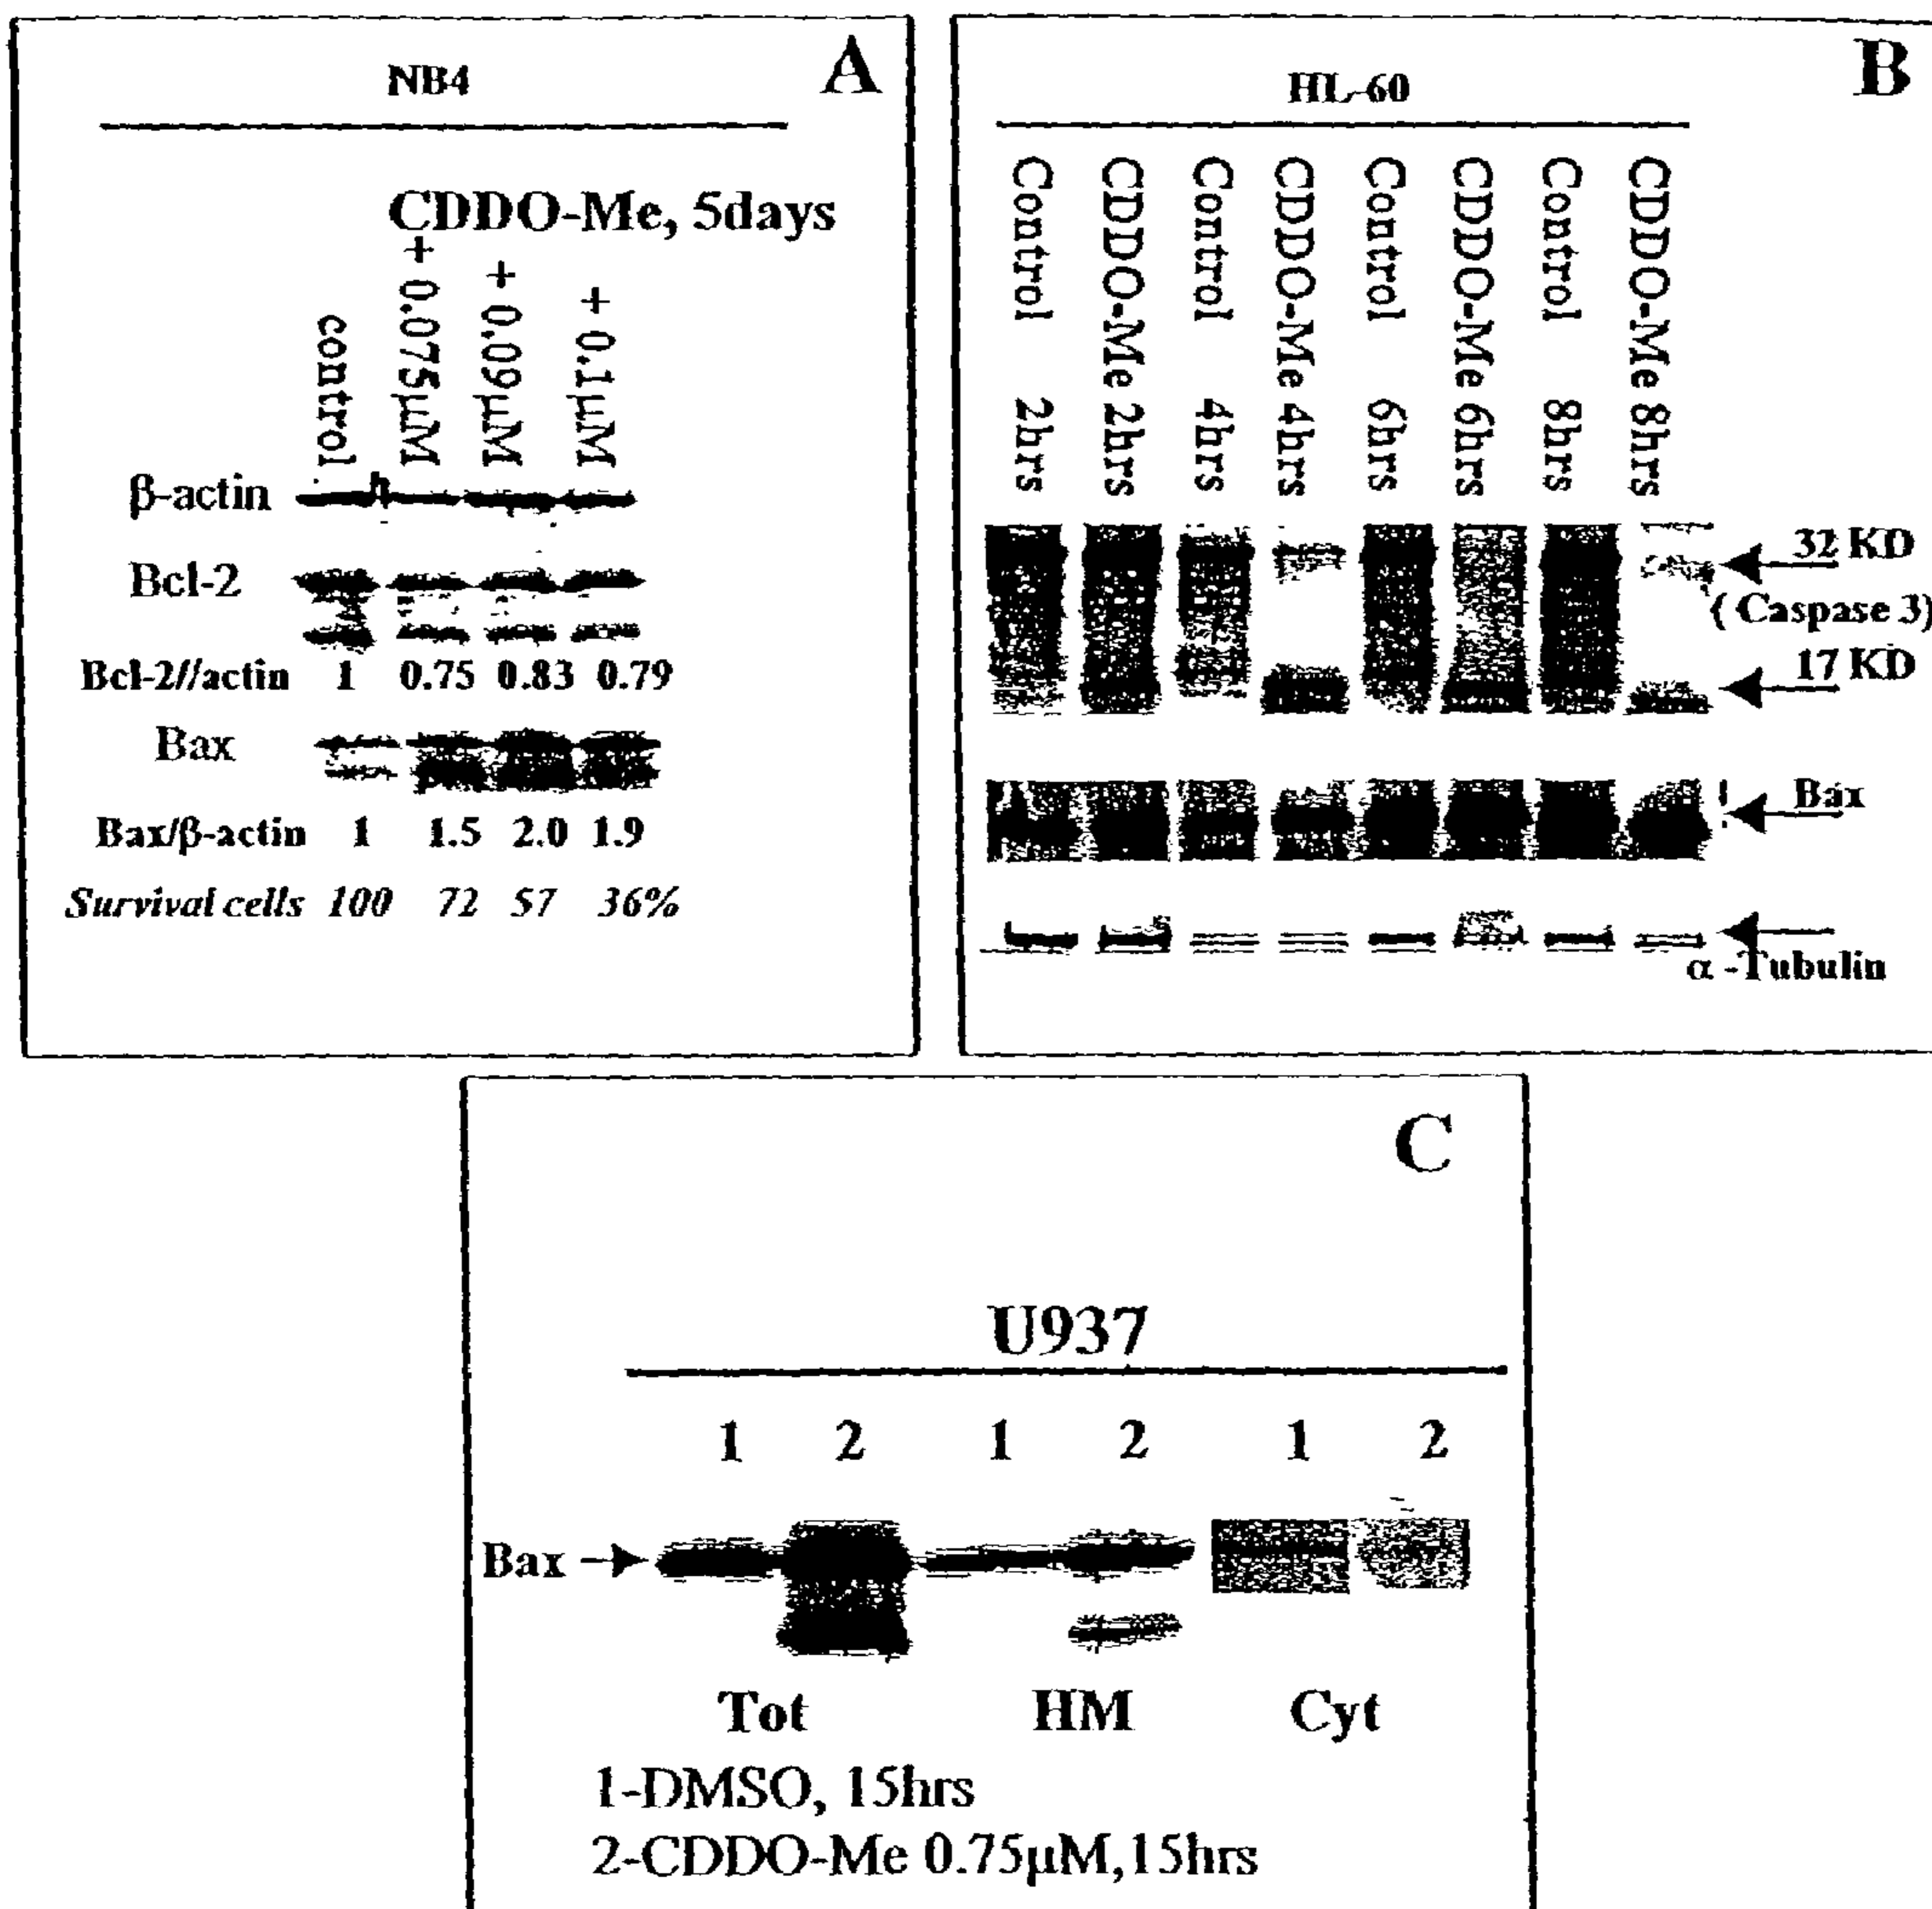 A
NB4
CDDO-Me, 5days
control
+ 0.075µM
+ 0.09µM
+ 0.1µM
β-actin
Bcl-2
Bcl-2//actin 1 0.75 0.83 0.79
Bax
Bax/β-actin 1 1.5 2.0 1.9
Survival cells 100 72 57 36%
B
HL-60
Control 2hrs
CDDO-Me 2hrs
Control 4hrs
CDDO-Me 4hrs
Control 6hrs
CDDO-Me 6hrs
Control 8hrs
CDDO-Me 8hrs
32 KD
( Caspase 3)
17 KD
Bax
α -Tubulin
C
U937
1 2 1 2 1 2
Bax
Tot HM Cyt
1-DMSO, 15hrs
2-CDDO-Me 0.75µM,15hrs